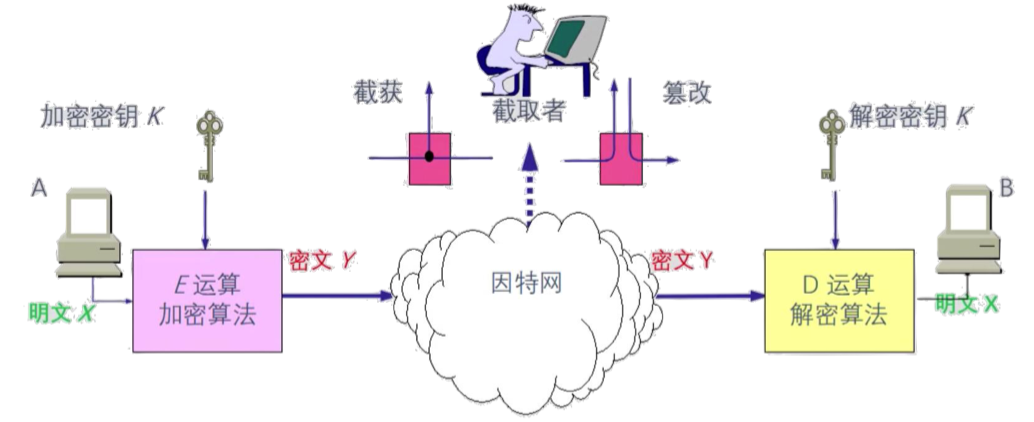 截获
截取者
篡改
加密密钥 K
解密密钥 K
A
B
密文 Y
密文 Y
因特网
E 运算
加密算法
D 运算
解密算法
明文 X
明文 X